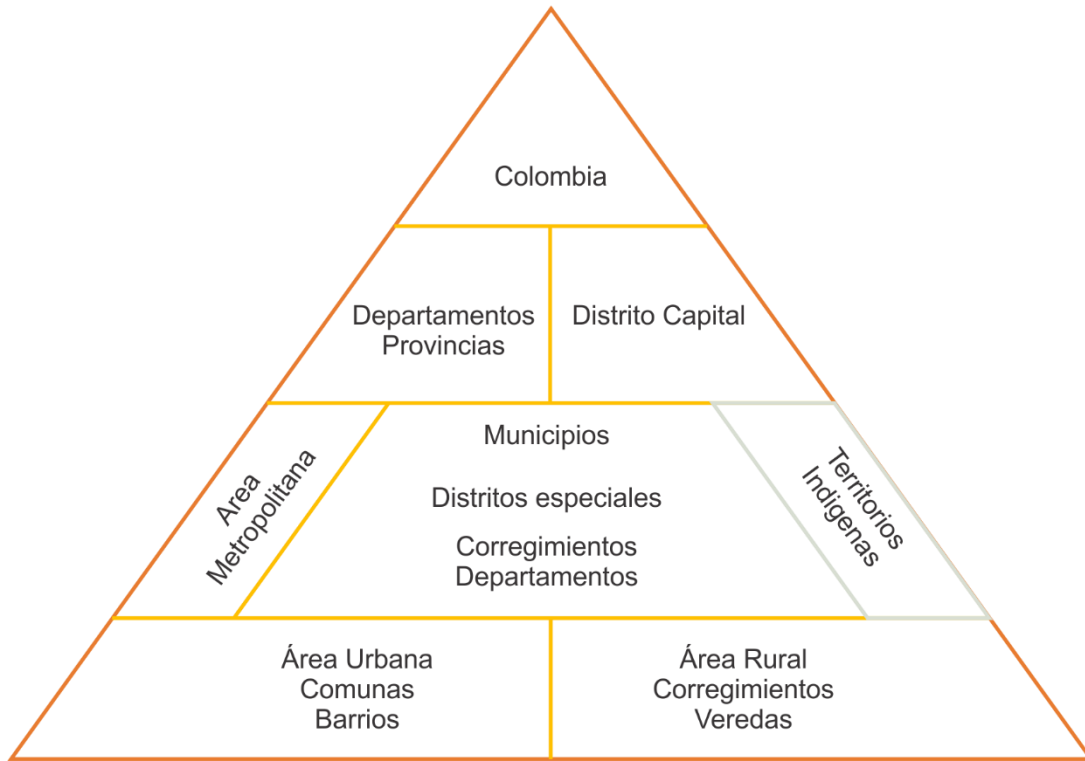 Colombia
Departamentos
Provincias
Distrito Capital
Area
Metropolitana
Municipios
Distritos especiales
Corregimientos
Departamentos
Territorios
Indigenas
Área Urbana
Comunas
Barrios
Área Rural
Corregimientos
Veredas